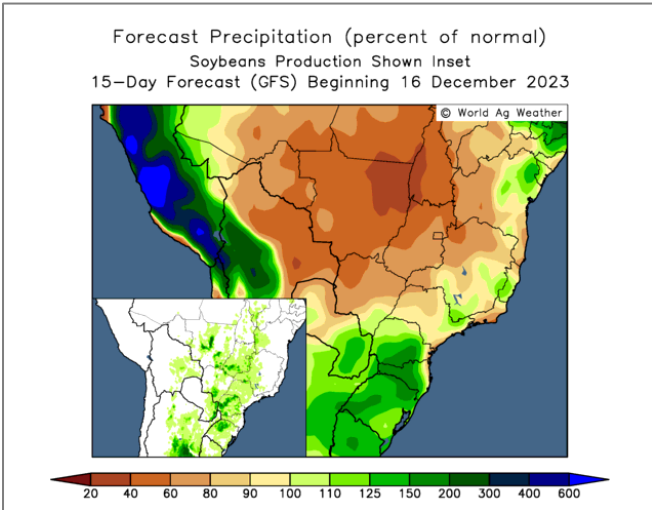 Forecast Precipitation (percent of normal)
Soybeans Production Shown Inset
15-Day Forecast (GFS) Beginning 16 December 2023
© World Ag Weather
20 40 60 80 90 100 110 125 150 200 300 400 600